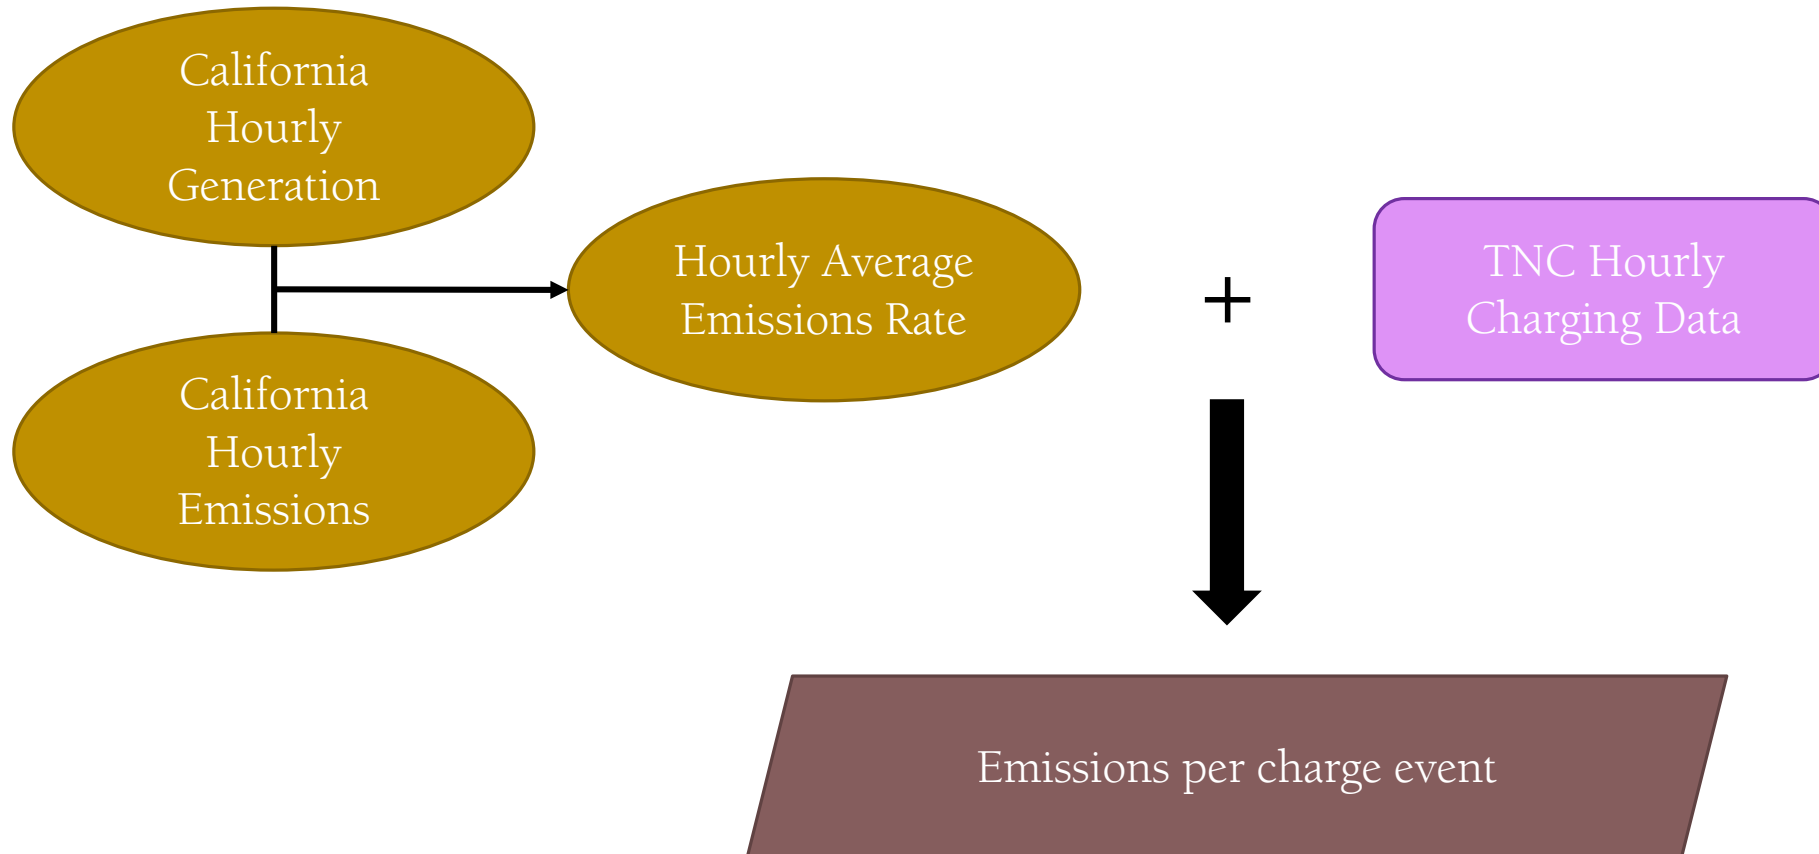 California
Hourly
Generation
Hourly Average
Emissions Rate
+
TNC Hourly
Charging Data
California
Hourly
Emissions
Emissions per charge event